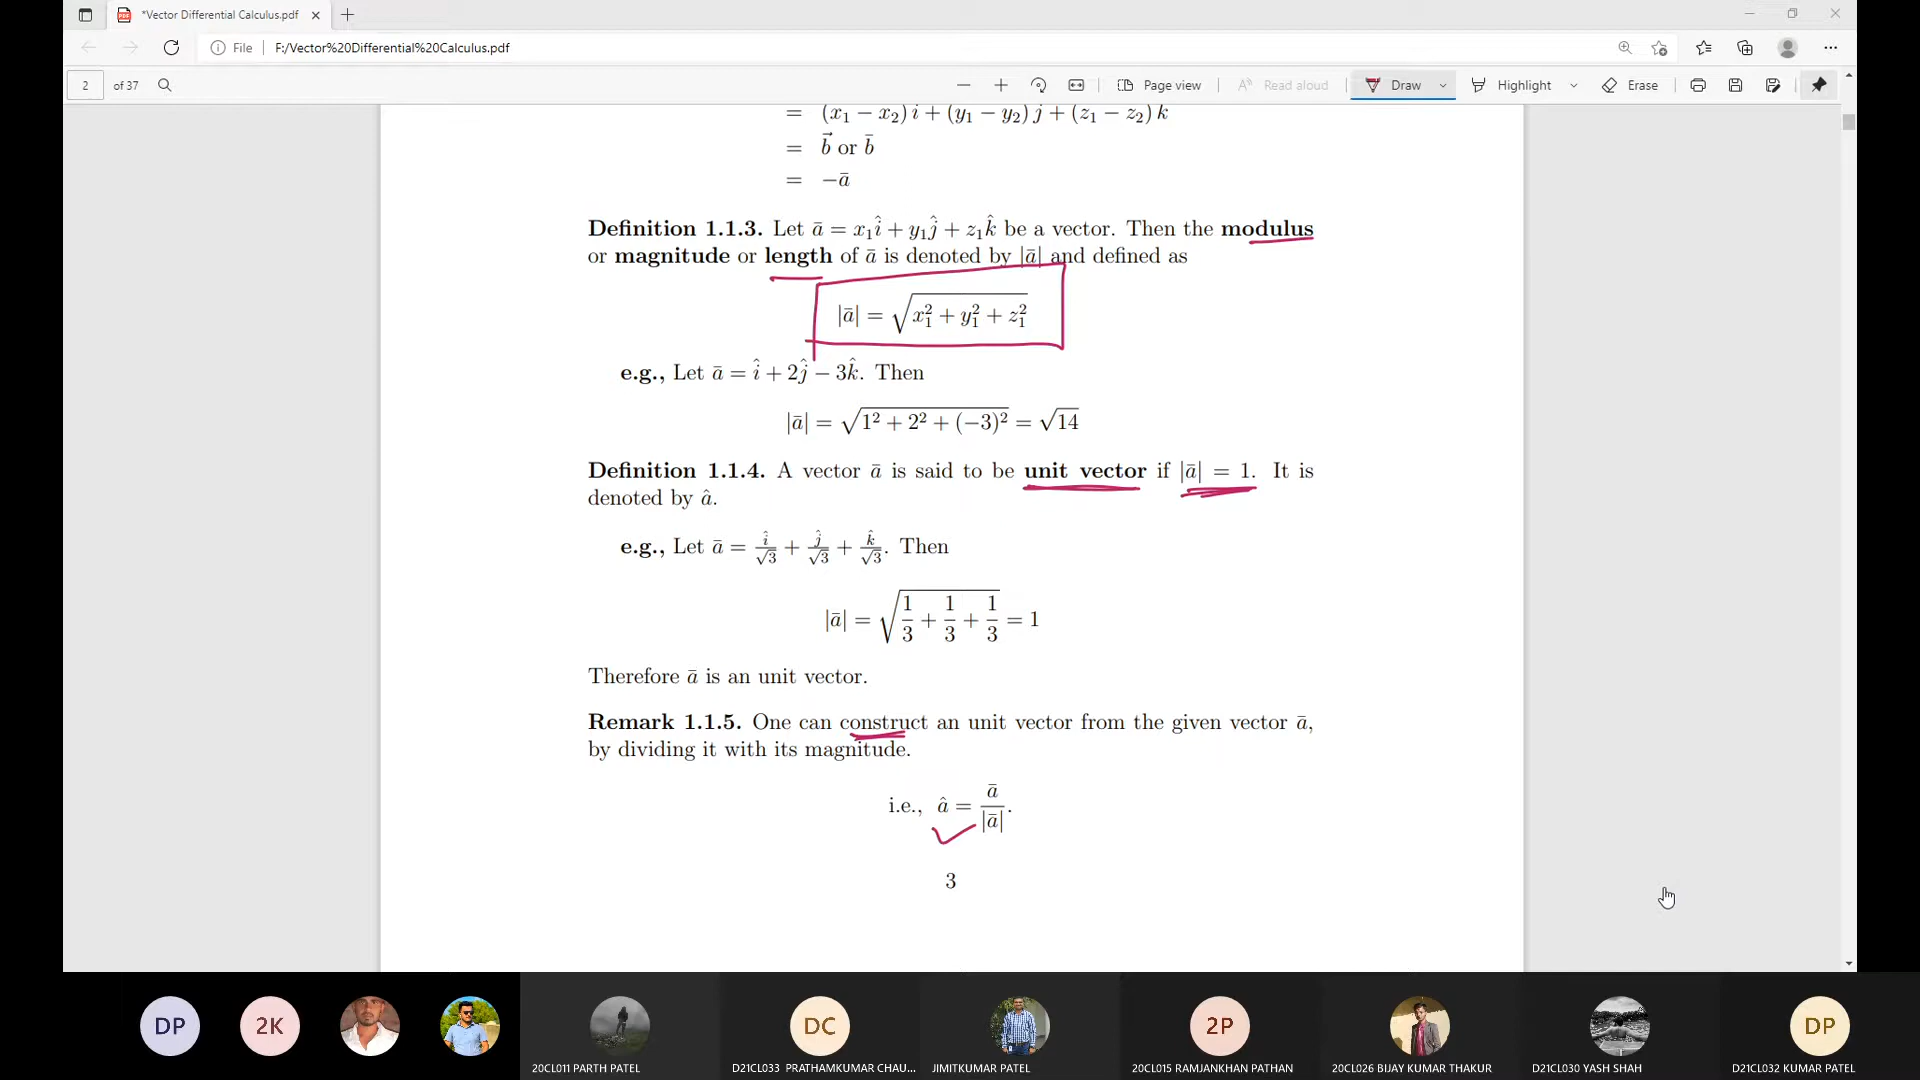 *Vector Differential Calculus.pdf
File F:/Vector%20Differential%20Calculus.pdf
2 of 37 Page view Read aloud Draw Highlight Erase
= (x₁ − x₂) i + (y₁ − y₂) j + (z₁ − z₂) k
= b⃗ or b̄
= −ā
Definition 1.1.3. Let ā = x₁î + y₁ĵ + z₁k̂ be a vector. Then the modulus
or magnitude or length of ā is denoted by |ā| and defined as
|ā| = √(x₁² + y₁² + z₁²)
e.g., Let ā = î + 2ĵ − 3k̂. Then
|ā| = √(1² + 2² + (−3)²) = √14
Definition 1.1.4. A vector ā is said to be unit vector if |ā| = 1. It is
denoted by â.
e.g., Let ā = î/√3 + ĵ/√3 + k̂/√3. Then
|ā| = √(1/3 + 1/3 + 1/3) = 1
Therefore ā is an unit vector.
Remark 1.1.5. One can construct an unit vector from the given vector ā,
by dividing it with its magnitude.
i.e., â = ā/|ā|.
3
DP 2K DC 2P DP
20CL011 PARTH PATEL D21CL033 PRATHAMKUMAR CHAU... JIMITKUMAR PATEL 20CL015 RAMJANKHAN PATHAN 20CL026 BIJAY KUMAR THAKUR D21CL030 YASH SHAH D21CL032 KUMAR PATEL